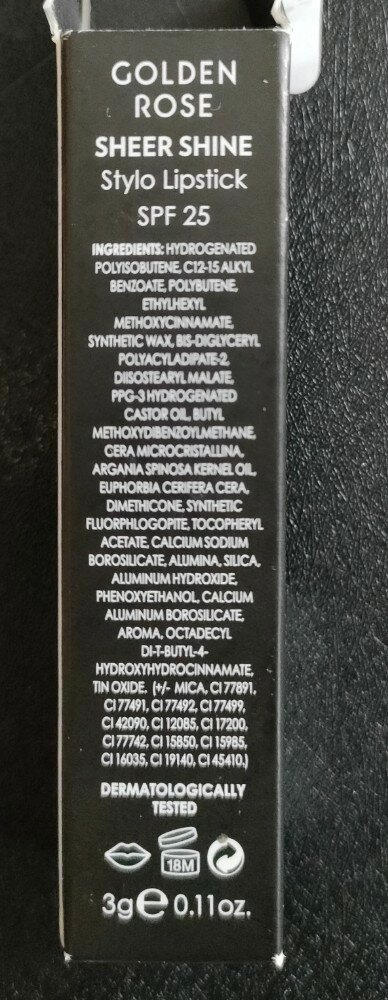 GOLDEN
ROSE
SHEER SHINE
Stylo Lipstick
SPF 25
INGREDIENTS: HYDROGENATED
POLYISOBUTENE, C12-15 ALKYL
BENZOATE, POLYBUTENE,
ETHYLHEXYL
METHOXYCINNAMATE,
SYNTHETIC WAX, BIS-DIGLYCERYL
POLYACYLADIPATE-2,
DIISOSTEARYL MALATE,
PPG-3 HYDROGENATED
CASTOR OIL, BUTYL
METHOXYDIBENZOYLMETHANE,
CERA MICROCRISTALLINA,
ARGANIA SPINOSA KERNEL OIL,
EUPHORBIA CERIFERA CERA,
DIMETHICONE, SYNTHETIC
FLUORPHLOGOPITE, TOCOPHERYL
ACETATE, CALCIUM SODIUM
BOROSILICATE, ALUMINA, SILICA,
ALUMINUM HYDROXIDE,
PHENOXYETHANOL, CALCIUM
ALUMINUM BOROSILICATE,
AROMA, OCTADECYL
DI-T-BUTYL-4-
HYDROXYHYDROCINNAMATE,
TIN OXIDE. (+/- MICA, CI 77891,
CI 77491, CI 77492, CI 77499,
CI 42090, CI 12085, CI 17200,
CI 77742, CI 15850, CI 15985,
CI 16035, CI 19140, CI 45410.)
DERMATOLOGICALLY
TESTED
18M
3g e 0.11oz.